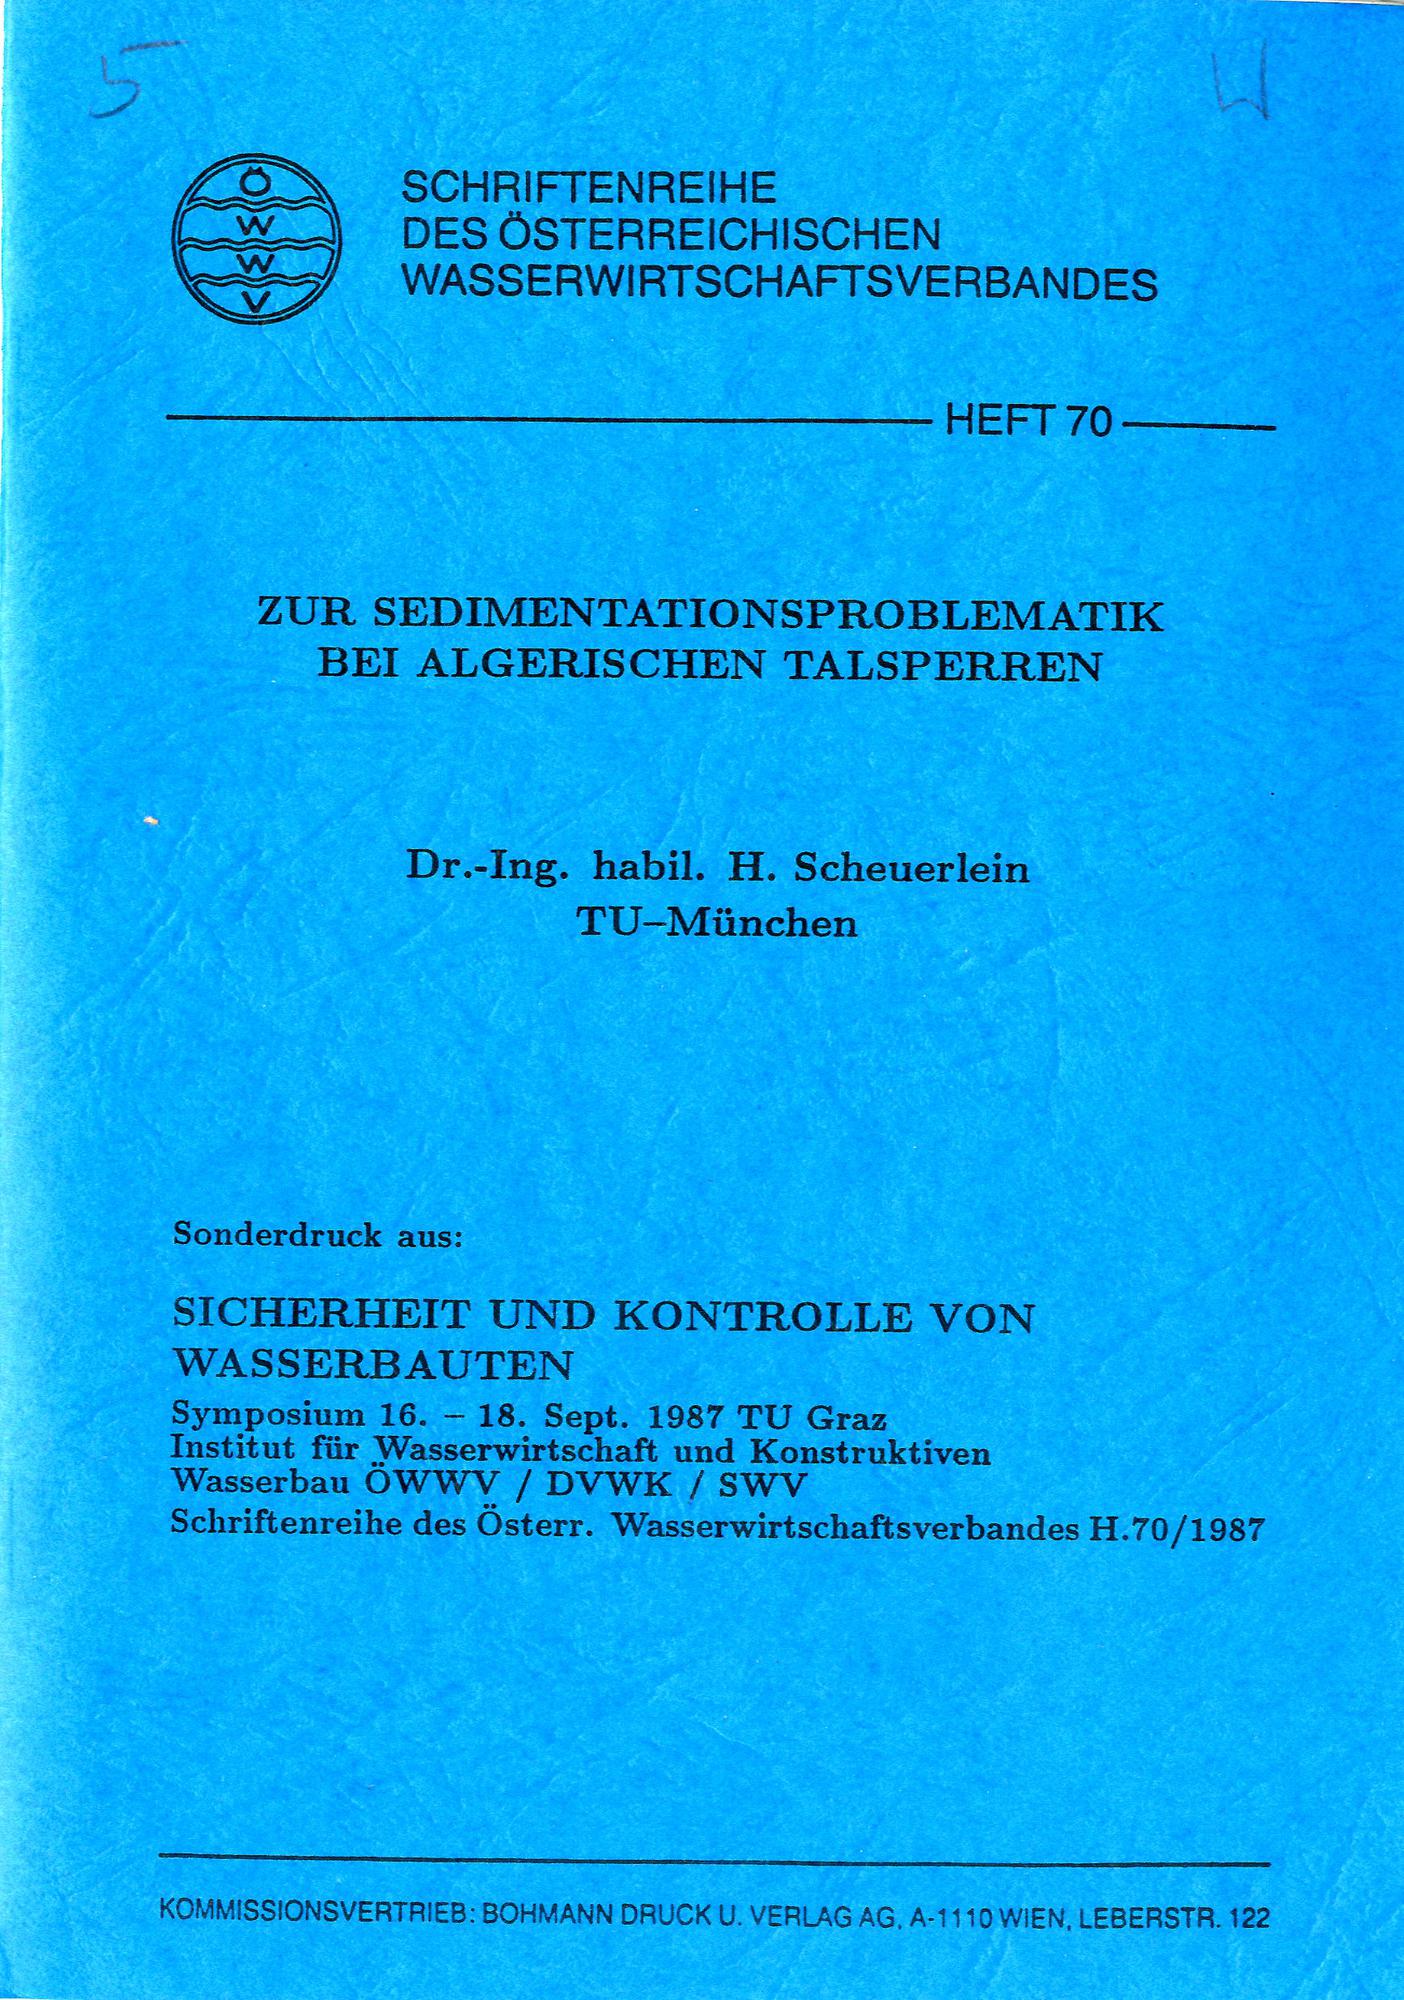 5
W
Ö
W
W
V
SCHRIFTENREIHE
DES ÖSTERREICHISCHEN
WASSERWIRTSCHAFTSVERBANDES
HEFT 70
ZUR SEDIMENTATIONSPROBLEMATIK
BEI ALGERISCHEN TALSPERREN
Dr.-Ing. habil. H. Scheuerlein
TU–München
Sonderdruck aus:
SICHERHEIT UND KONTROLLE VON
WASSERBAUTEN
Symposium 16. – 18. Sept. 1987 TU Graz
Institut für Wasserwirtschaft und Konstruktiven
Wasserbau ÖWWV / DVWK / SWV
Schriftenreihe des Österr. Wasserwirtschaftsverbandes H.70/1987
KOMMISSIONSVERTRIEB: BOHMANN DRUCK U. VERLAG AG, A-1110 WIEN, LEBERSTR. 122